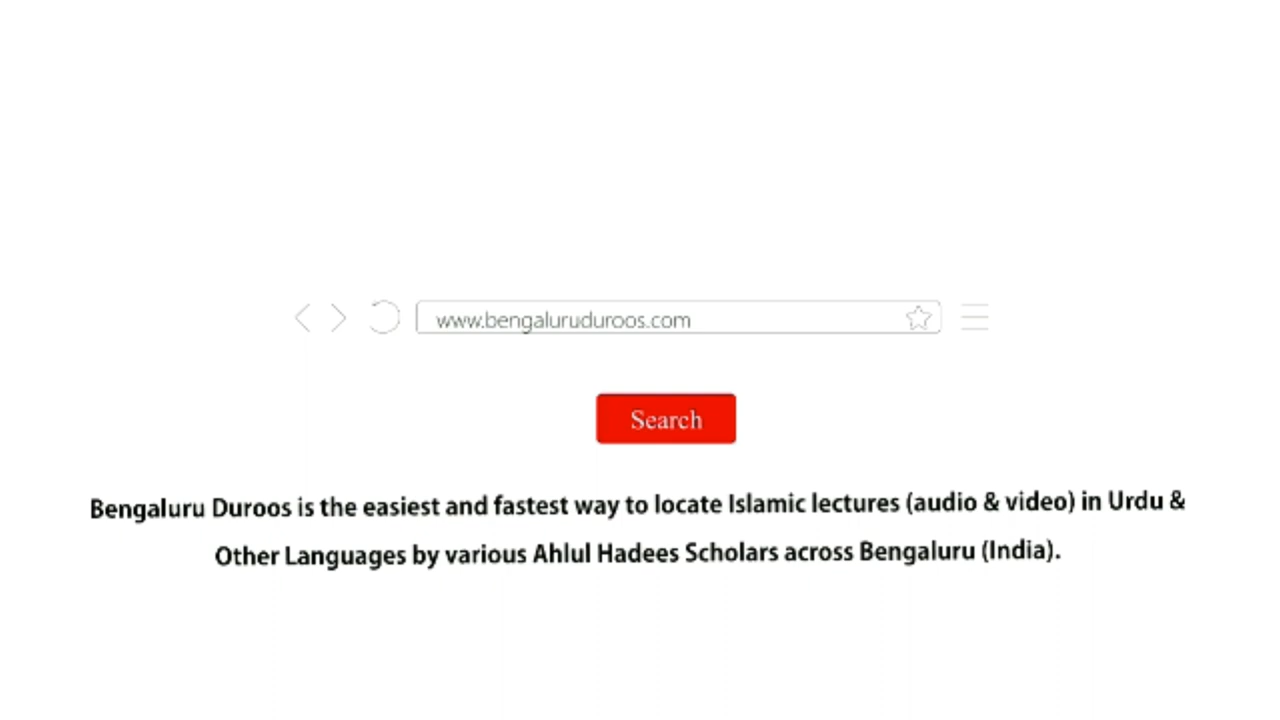 www.bengaluruduroos.com
Search
Bengaluru Duroos is the easiest and fastest way to locate Islamic lectures (audio & video) in Urdu &
Other Languages by various Ahlul Hadees Scholars across Bengaluru (India).